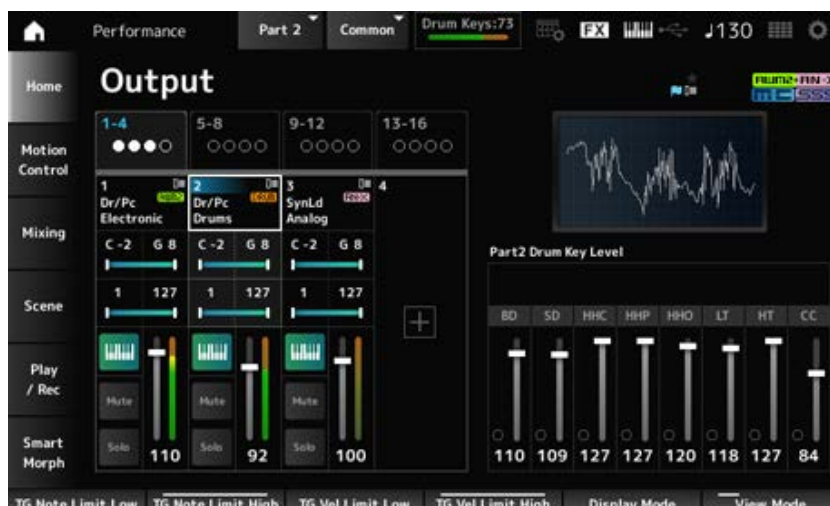 Performance Part 2 Common Drum Keys:73 FX ♩130
Home
Output
1-4 5-8 9-12 13-16
Motion
Control
1 2 3 4
Dr/Pc Dr/Pc SynLd
Electronic Drums Analog
Mixing
C -2 G 8 C -2 G 8 C -2 G 8
Part2 Drum Key Level
1 127 1 127 1 127
Scene
BD SD HHC HHP HHO LT HT CC
Play
/ Rec
Mute Mute Mute
Solo Solo Solo
110 92 100
110 109 127 127 120 118 127 84
Smart
Morph
TG Note Limit Low TG Note Limit High TG Vel Limit Low TG Vel Limit High Display Mode View Mode